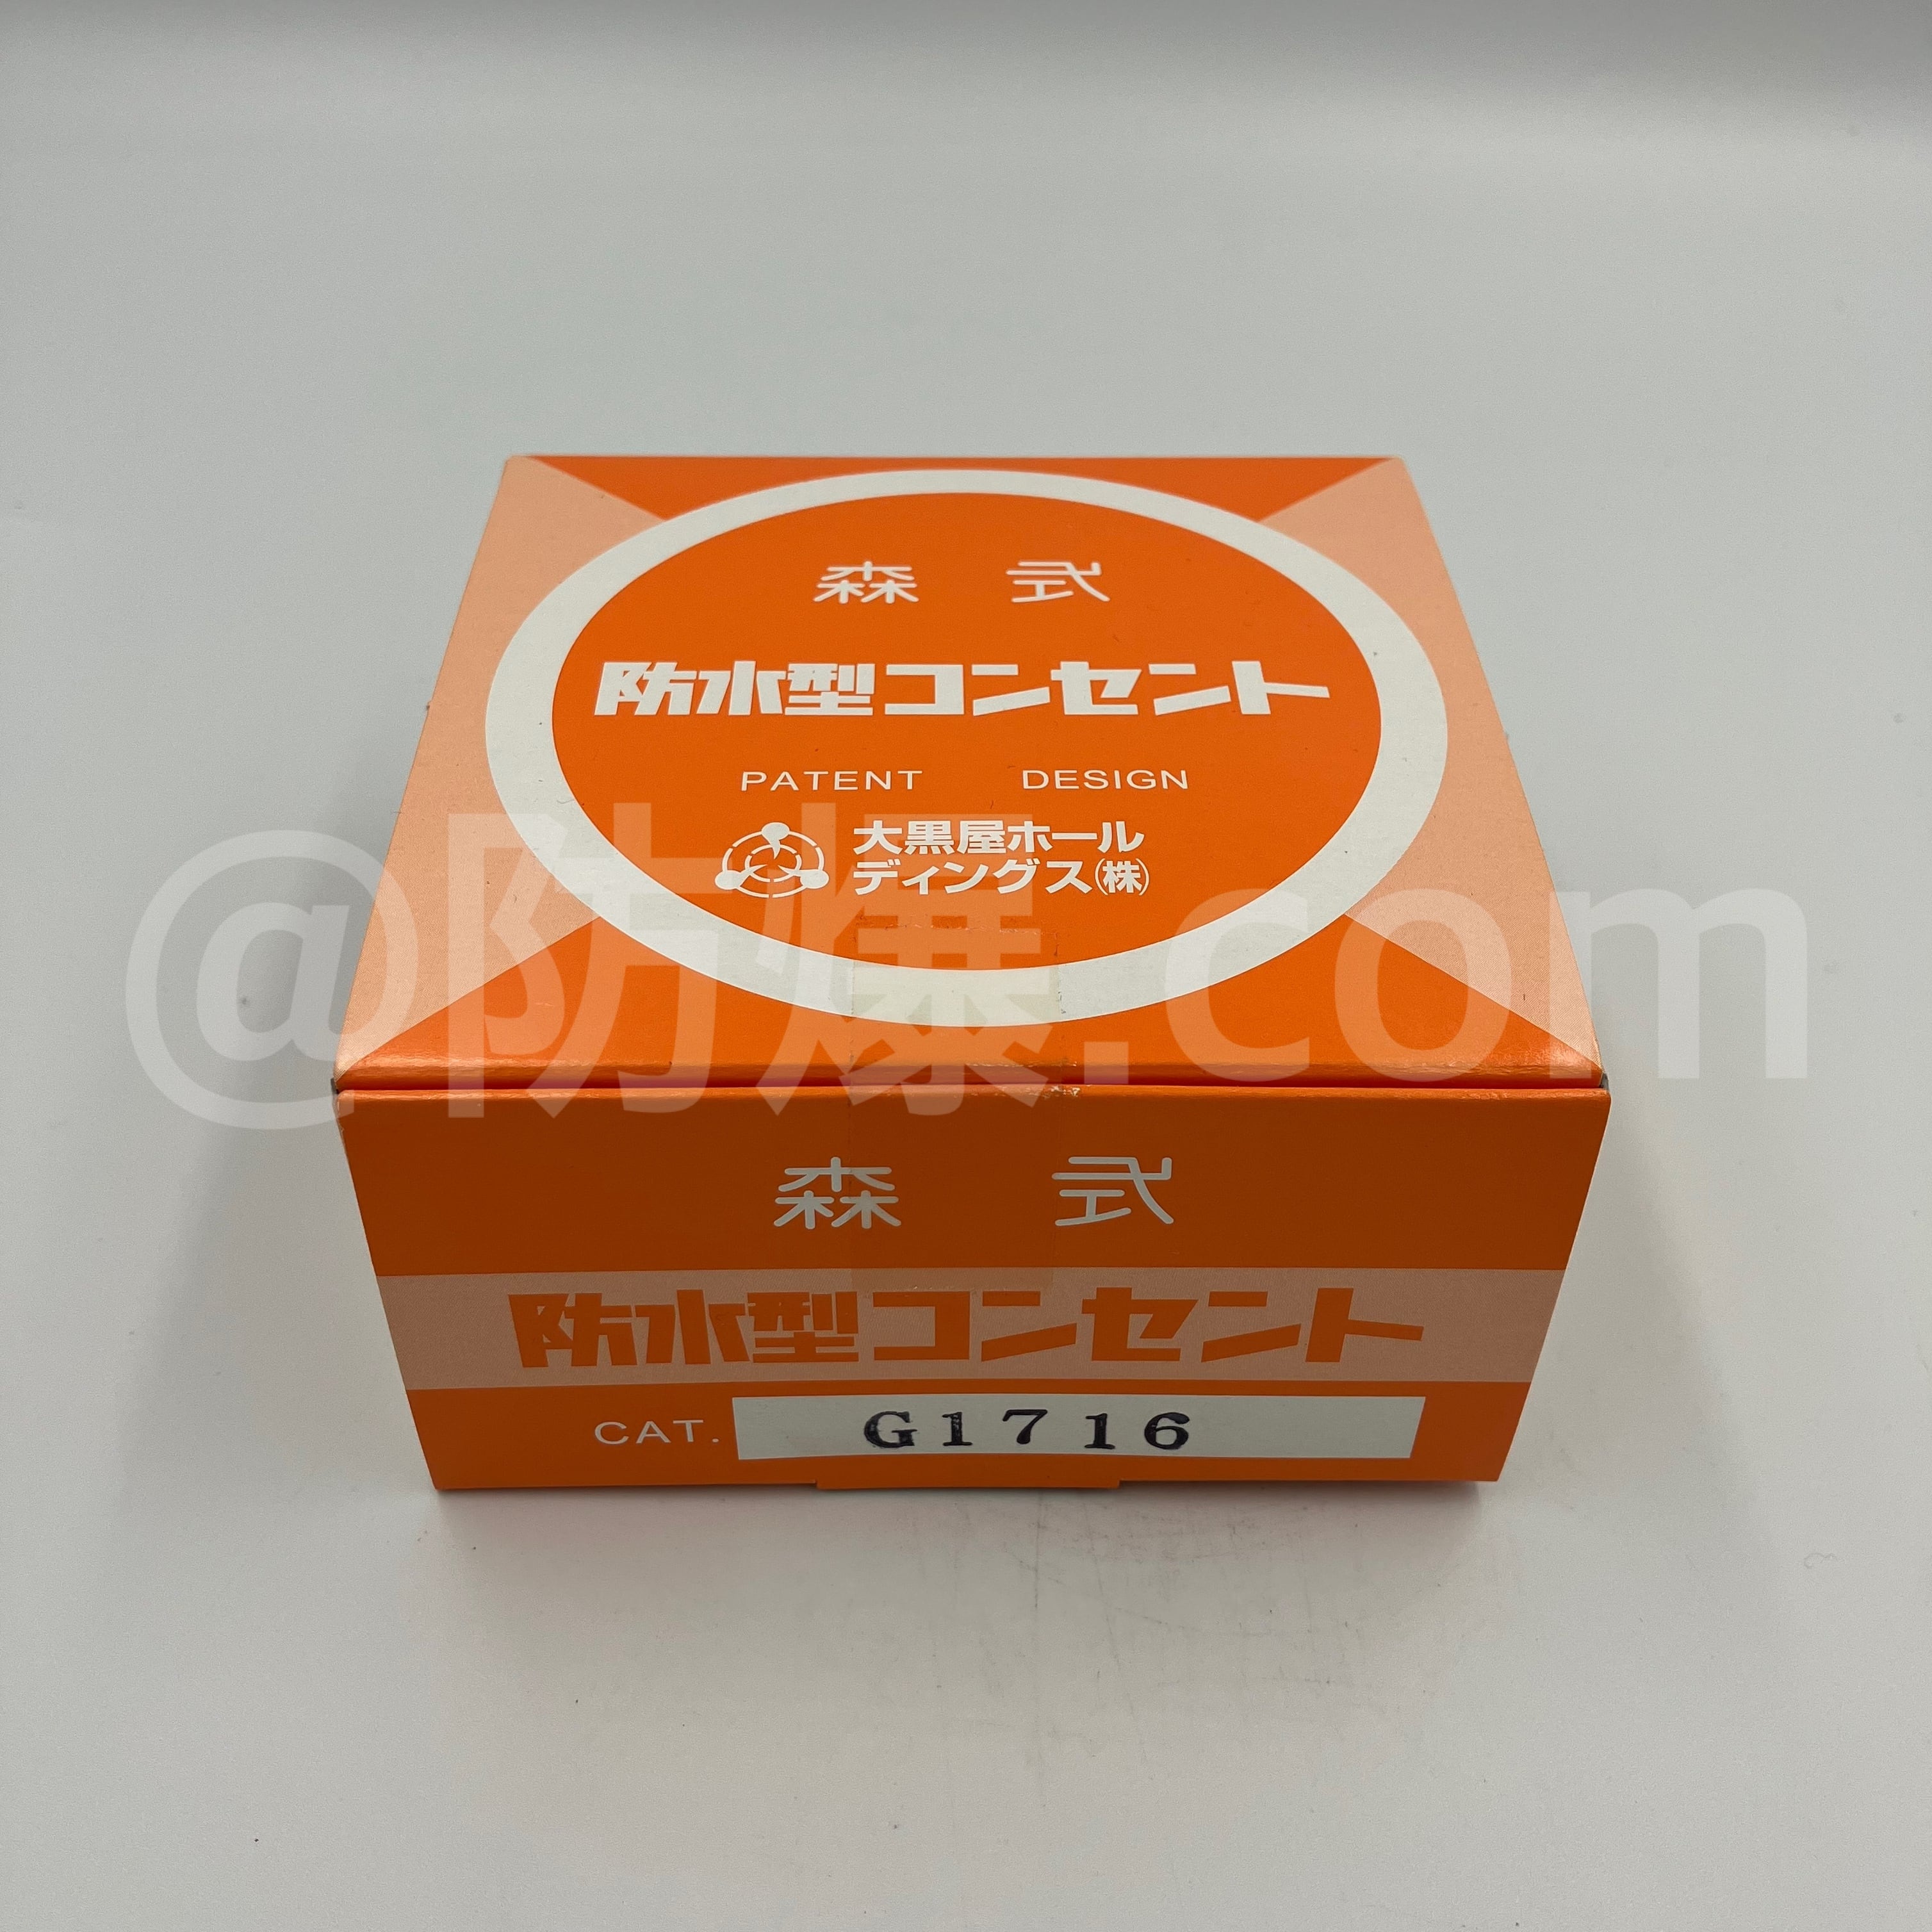 森 式
防水型コンセント
PATENT DESIGN
大黒屋ホール
ディングス(株)
@防爆.com
森 式
防水型コンセント
CAT. G1716